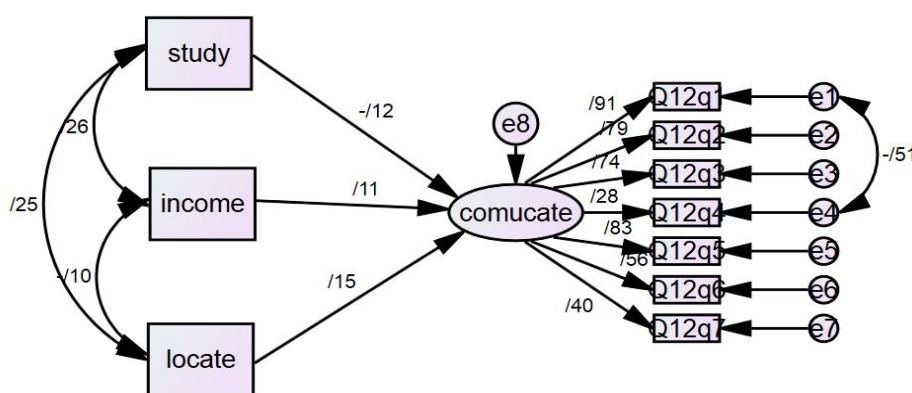 study
income
locate
/26
/25
-/10
-/12
/11
/15
e8
comucate
/91
/79
/74
/28
/83
/56
/40
Q12q1
Q12q2
Q12q3
Q12q4
Q12q5
Q12q6
Q12q7
e1
e2
e3
e4
e5
e6
e7
-/51